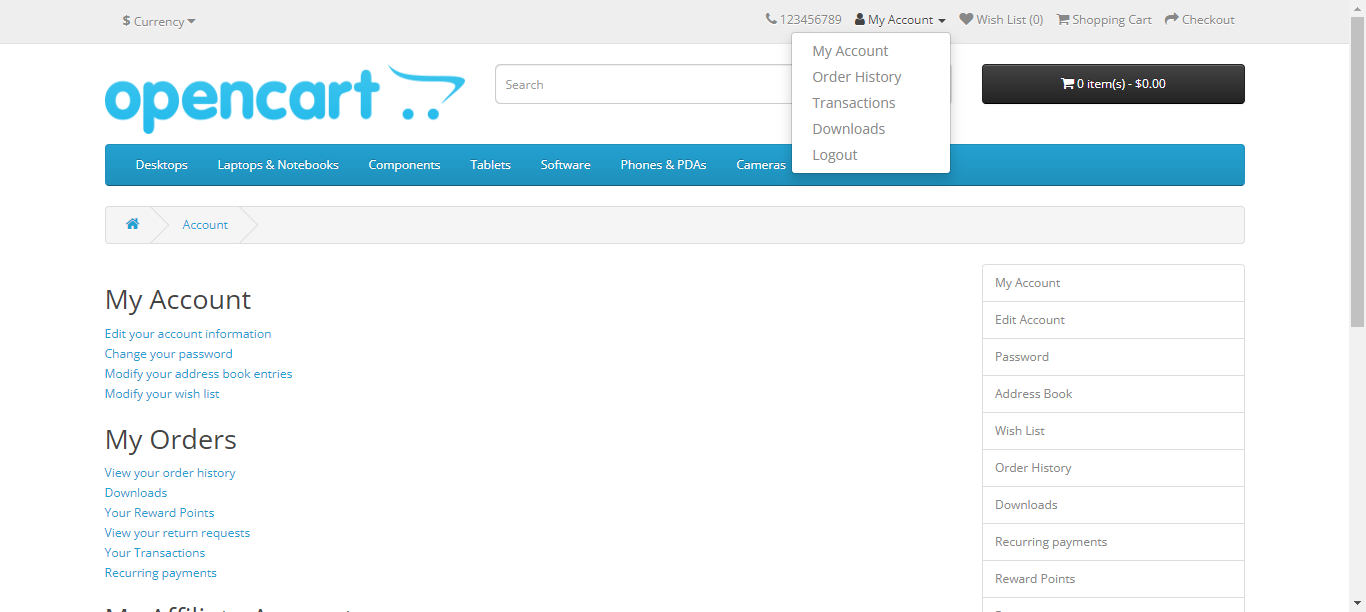 $ Currency
123456789 My Account Wish List (0) Shopping Cart Checkout
My Account
Order History
Transactions
Downloads
Logout
opencart
Search
0 item(s) - $0.00
Desktops Laptops & Notebooks Components Tablets Software Phones & PDAs Cameras
Account
My Account
Edit your account information
Change your password
Modify your address book entries
Modify your wish list
My Orders
View your order history
Downloads
Your Reward Points
View your return requests
Your Transactions
Recurring payments
My Account
Edit Account
Password
Address Book
Wish List
Order History
Downloads
Recurring payments
Reward Points